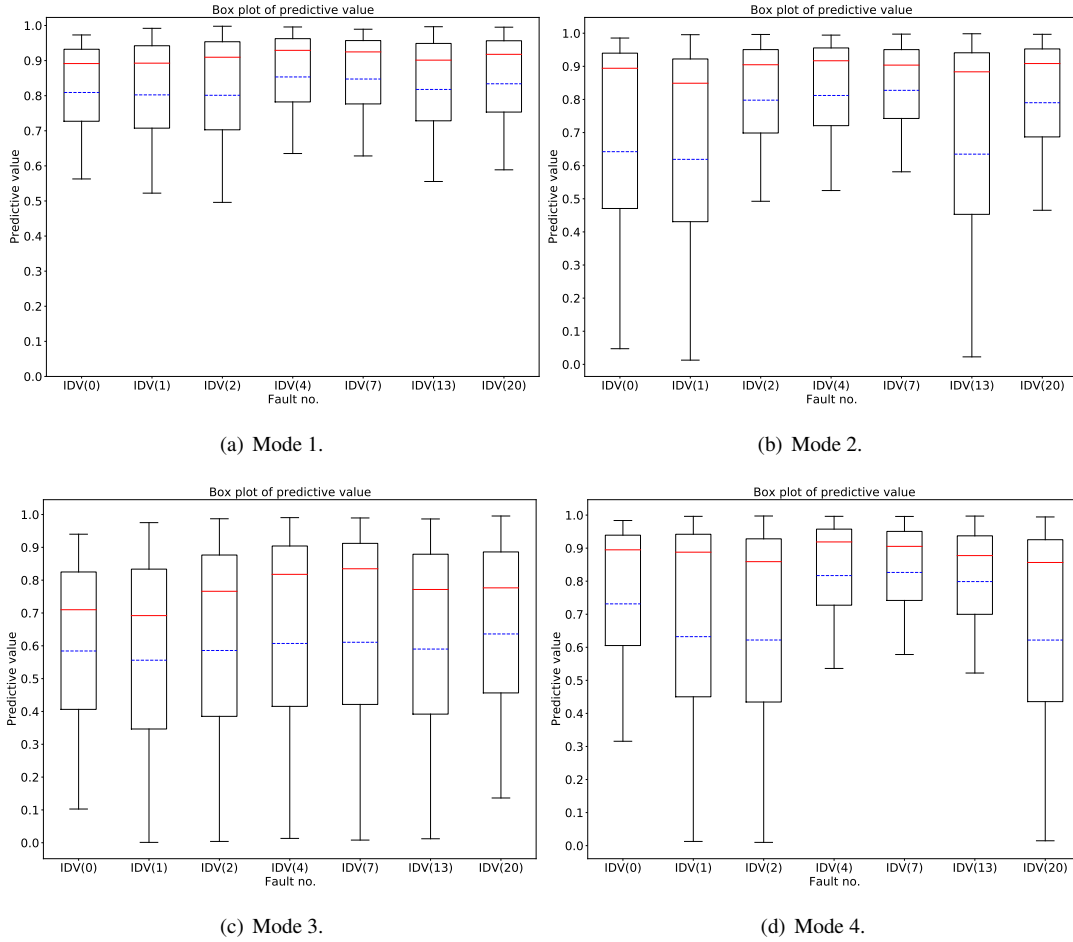 Box plot of predictive value
1.0
0.9
0.8
0.7
0.6
0.5
0.4
0.3
0.2
0.1
0.0
Predictive value
IDV(0) IDV(1) IDV(2) IDV(4) IDV(7) IDV(13) IDV(20)
Fault no.
(a) Mode 1.
Box plot of predictive value
1.0
0.9
0.8
0.7
0.6
0.5
0.4
0.3
0.2
0.1
0.0
Predictive value
IDV(0) IDV(1) IDV(2) IDV(4) IDV(7) IDV(13) IDV(20)
Fault no.
(b) Mode 2.
Box plot of predictive value
1.0
0.9
0.8
0.7
0.6
0.5
0.4
0.3
0.2
0.1
0.0
Predictive value
IDV(0) IDV(1) IDV(2) IDV(4) IDV(7) IDV(13) IDV(20)
Fault no.
(c) Mode 3.
Box plot of predictive value
1.0
0.9
0.8
0.7
0.6
0.5
0.4
0.3
0.2
0.1
0.0
Predictive value
IDV(0) IDV(1) IDV(2) IDV(4) IDV(7) IDV(13) IDV(20)
Fault no.
(d) Mode 4.